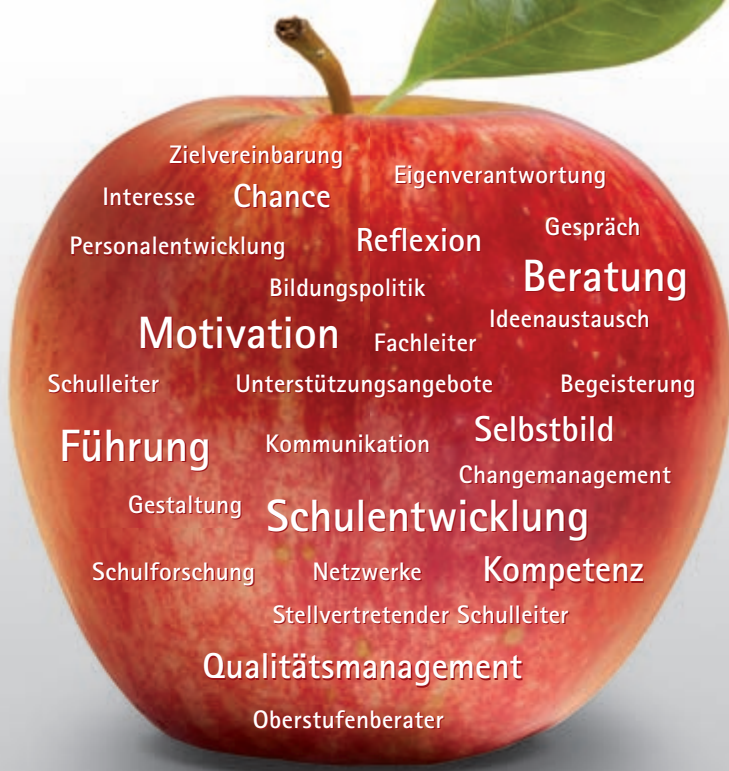 Zielvereinbarung
Eigenverantwortung
Interesse
Chance
Gespräch
Personalentwicklung
Reflexion
Beratung
Bildungspolitik
Ideenaustausch
Motivation
Fachleiter
Schulleiter
Unterstützungsangebote
Begeisterung
Führung
Kommunikation
Selbstbild
Changemanagement
Gestaltung
Schulentwicklung
Schulforschung
Netzwerke
Kompetenz
Stellvertretender Schulleiter
Qualitätsmanagement
Oberstufenberater